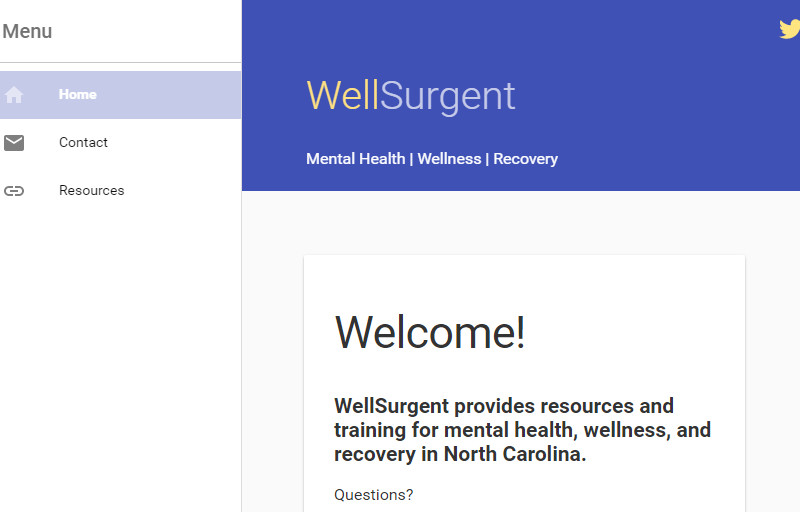 Menu
Home
Contact
Resources
WellSurgent
Mental Health | Wellness | Recovery
Welcome!
WellSurgent provides resources and
training for mental health, wellness, and
recovery in North Carolina.
Questions?